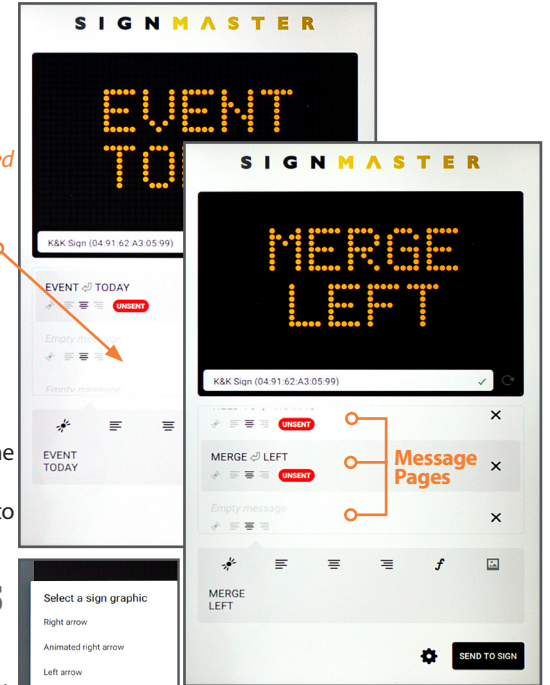 SIGNMASTER
EVENT
K&K Sign (04:91:62:A3:05:99)
EVENT TODAY
UNSENT
Empty message
Empty message
EVENT
TODAY
SIGNMASTER
MERGE
LEFT
K&K Sign (04:91:62:A3:05:99)
UNSENT
MERGE LEFT
UNSENT
Empty message
Message
Pages
MERGE
LEFT
SEND TO SIGN
to
Select a sign graphic
Right arrow
Animated right arrow
Left arrow